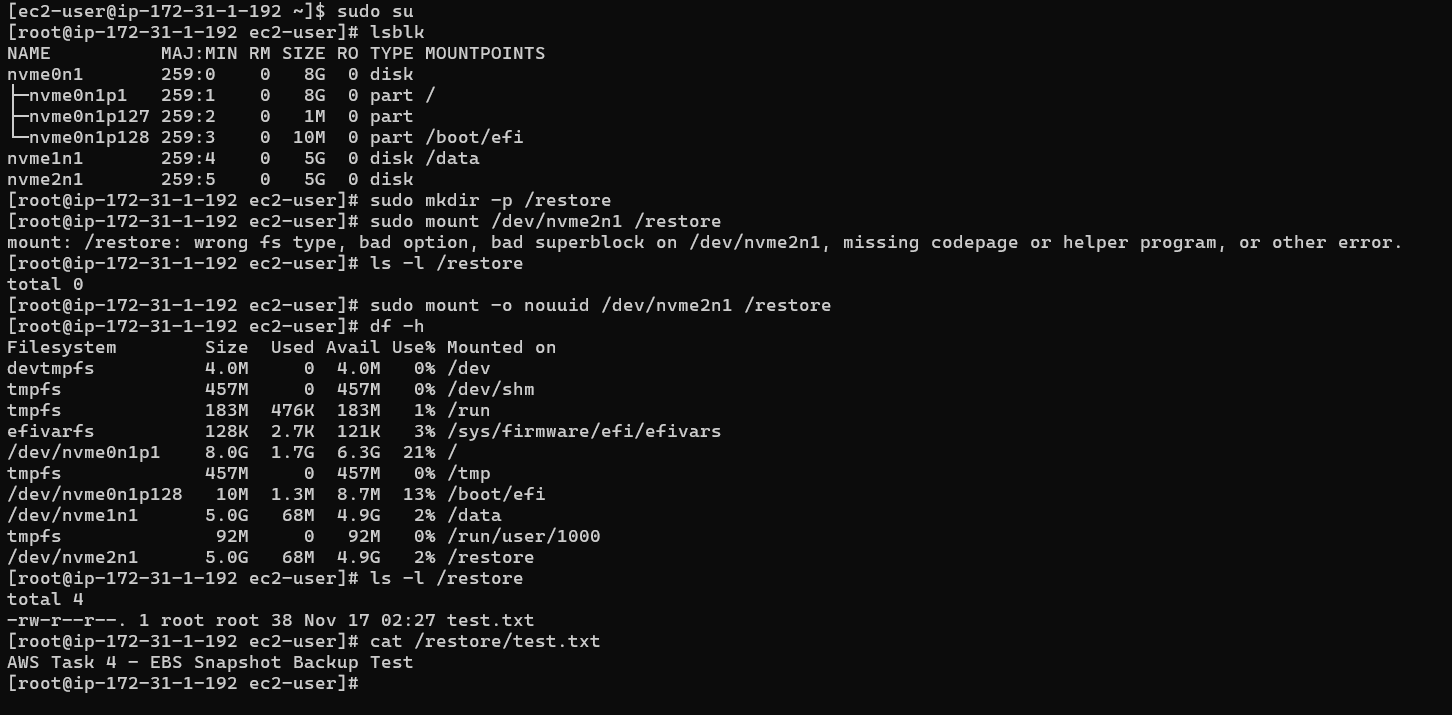 [ec2-user@ip-172-31-1-192 ~]$ sudo su
[root@ip-172-31-1-192 ec2-user]# lsblk
NAME          MAJ:MIN RM SIZE RO TYPE MOUNTPOINTS
nvme0n1       259:0    0   8G  0 disk
├─nvme0n1p1   259:1    0   8G  0 part /
├─nvme0n1p127 259:2    0   1M  0 part
└─nvme0n1p128 259:3    0  10M  0 part /boot/efi
nvme1n1       259:4    0   5G  0 disk /data
nvme2n1       259:5    0   5G  0 disk
[root@ip-172-31-1-192 ec2-user]# sudo mkdir -p /restore
[root@ip-172-31-1-192 ec2-user]# sudo mount /dev/nvme2n1 /restore
mount: /restore: wrong fs type, bad option, bad superblock on /dev/nvme2n1, missing codepage or helper program, or other error.
[root@ip-172-31-1-192 ec2-user]# ls -l /restore
total 0
[root@ip-172-31-1-192 ec2-user]# sudo mount -o nouuid /dev/nvme2n1 /restore
[root@ip-172-31-1-192 ec2-user]# df -h
Filesystem        Size  Used Avail Use% Mounted on
devtmpfs          4.0M     0  4.0M   0% /dev
tmpfs             457M     0  457M   0% /dev/shm
tmpfs             183M  476K  183M   1% /run
efivarfs          128K  2.7K  121K   3% /sys/firmware/efi/efivars
/dev/nvme0n1p1    8.0G  1.7G  6.3G  21% /
tmpfs             457M     0  457M   0% /tmp
/dev/nvme0n1p128   10M  1.3M  8.7M  13% /boot/efi
/dev/nvme1n1      5.0G   68M  4.9G   2% /data
tmpfs              92M     0   92M   0% /run/user/1000
/dev/nvme2n1      5.0G   68M  4.9G   2% /restore
[root@ip-172-31-1-192 ec2-user]# ls -l /restore
total 4
-rw-r--r--. 1 root root 38 Nov 17 02:27 test.txt
[root@ip-172-31-1-192 ec2-user]# cat /restore/test.txt
AWS Task 4 - EBS Snapshot Backup Test
[root@ip-172-31-1-192 ec2-user]#